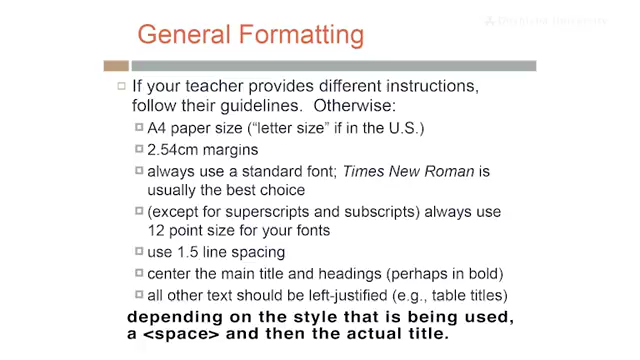 General Formatting
If your teacher provides different instructions,
follow their guidelines. Otherwise:
A4 paper size (“letter size” if in the U.S.)
2.54cm margins
always use a standard font; Times New Roman is
usually the best choice
(except for superscripts and subscripts) always use
12 point size for your fonts
use 1.5 line spacing
center the main title and headings (perhaps in bold)
all other text should be left-justified (e.g., table titles)
depending on the style that is being used,
a <space> and then the actual title.